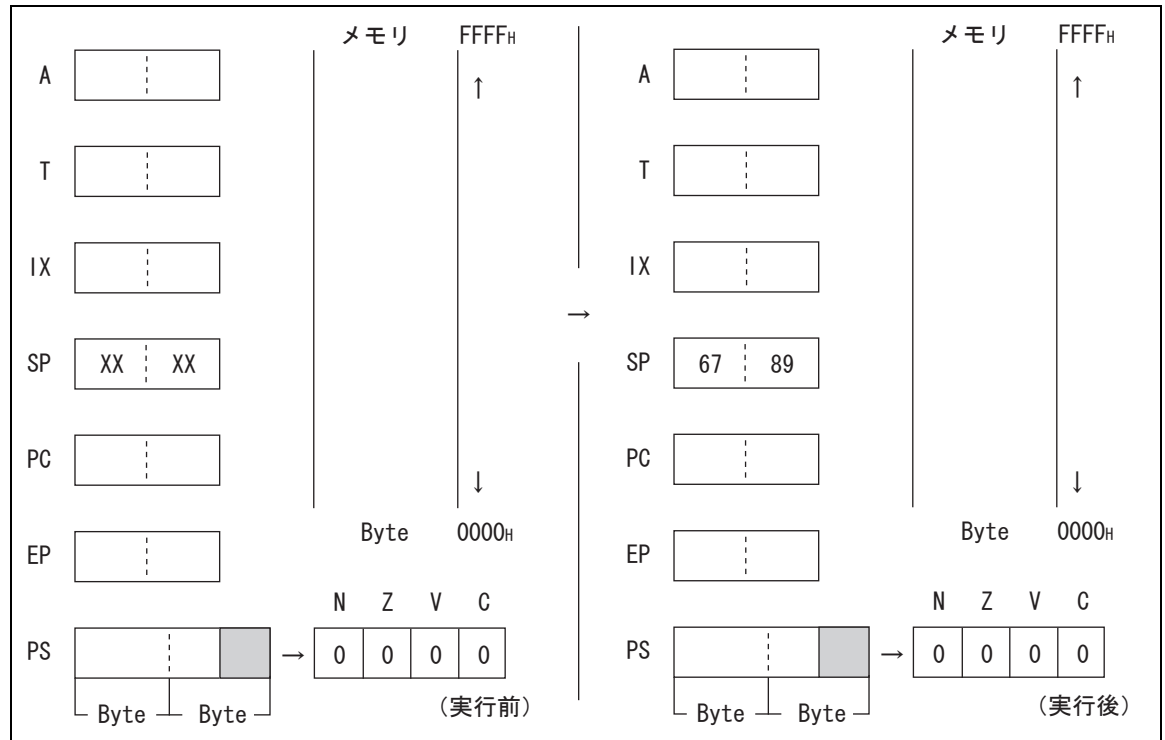 メモリ FFFFH
A
↑
T
IX
SP XX XX
PC
↓
Byte 0000H
EP
N Z V C
PS → 0 0 0 0
Byte Byte (実行前)
→
メモリ FFFFH
A
↑
T
IX
SP 67 89
PC
↓
Byte 0000H
EP
N Z V C
PS → 0 0 0 0
Byte Byte (実行後)